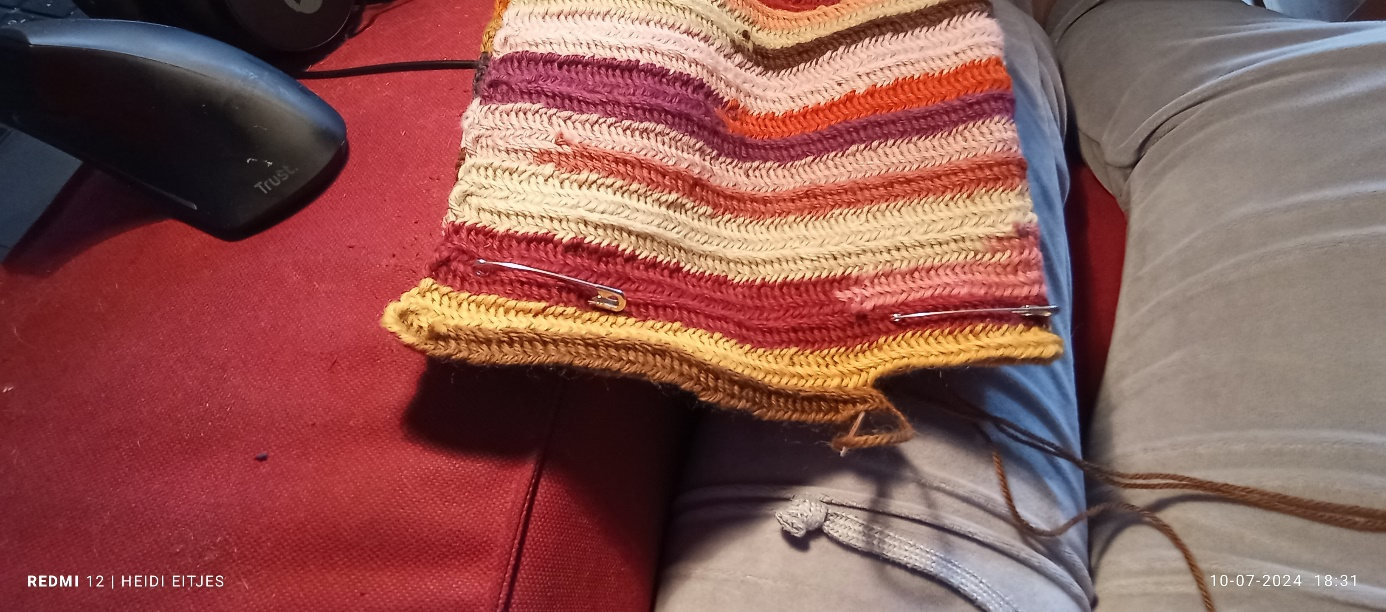 Trust.
REDMI 12 | HEIDI EITJES
10-07-2024 18:31